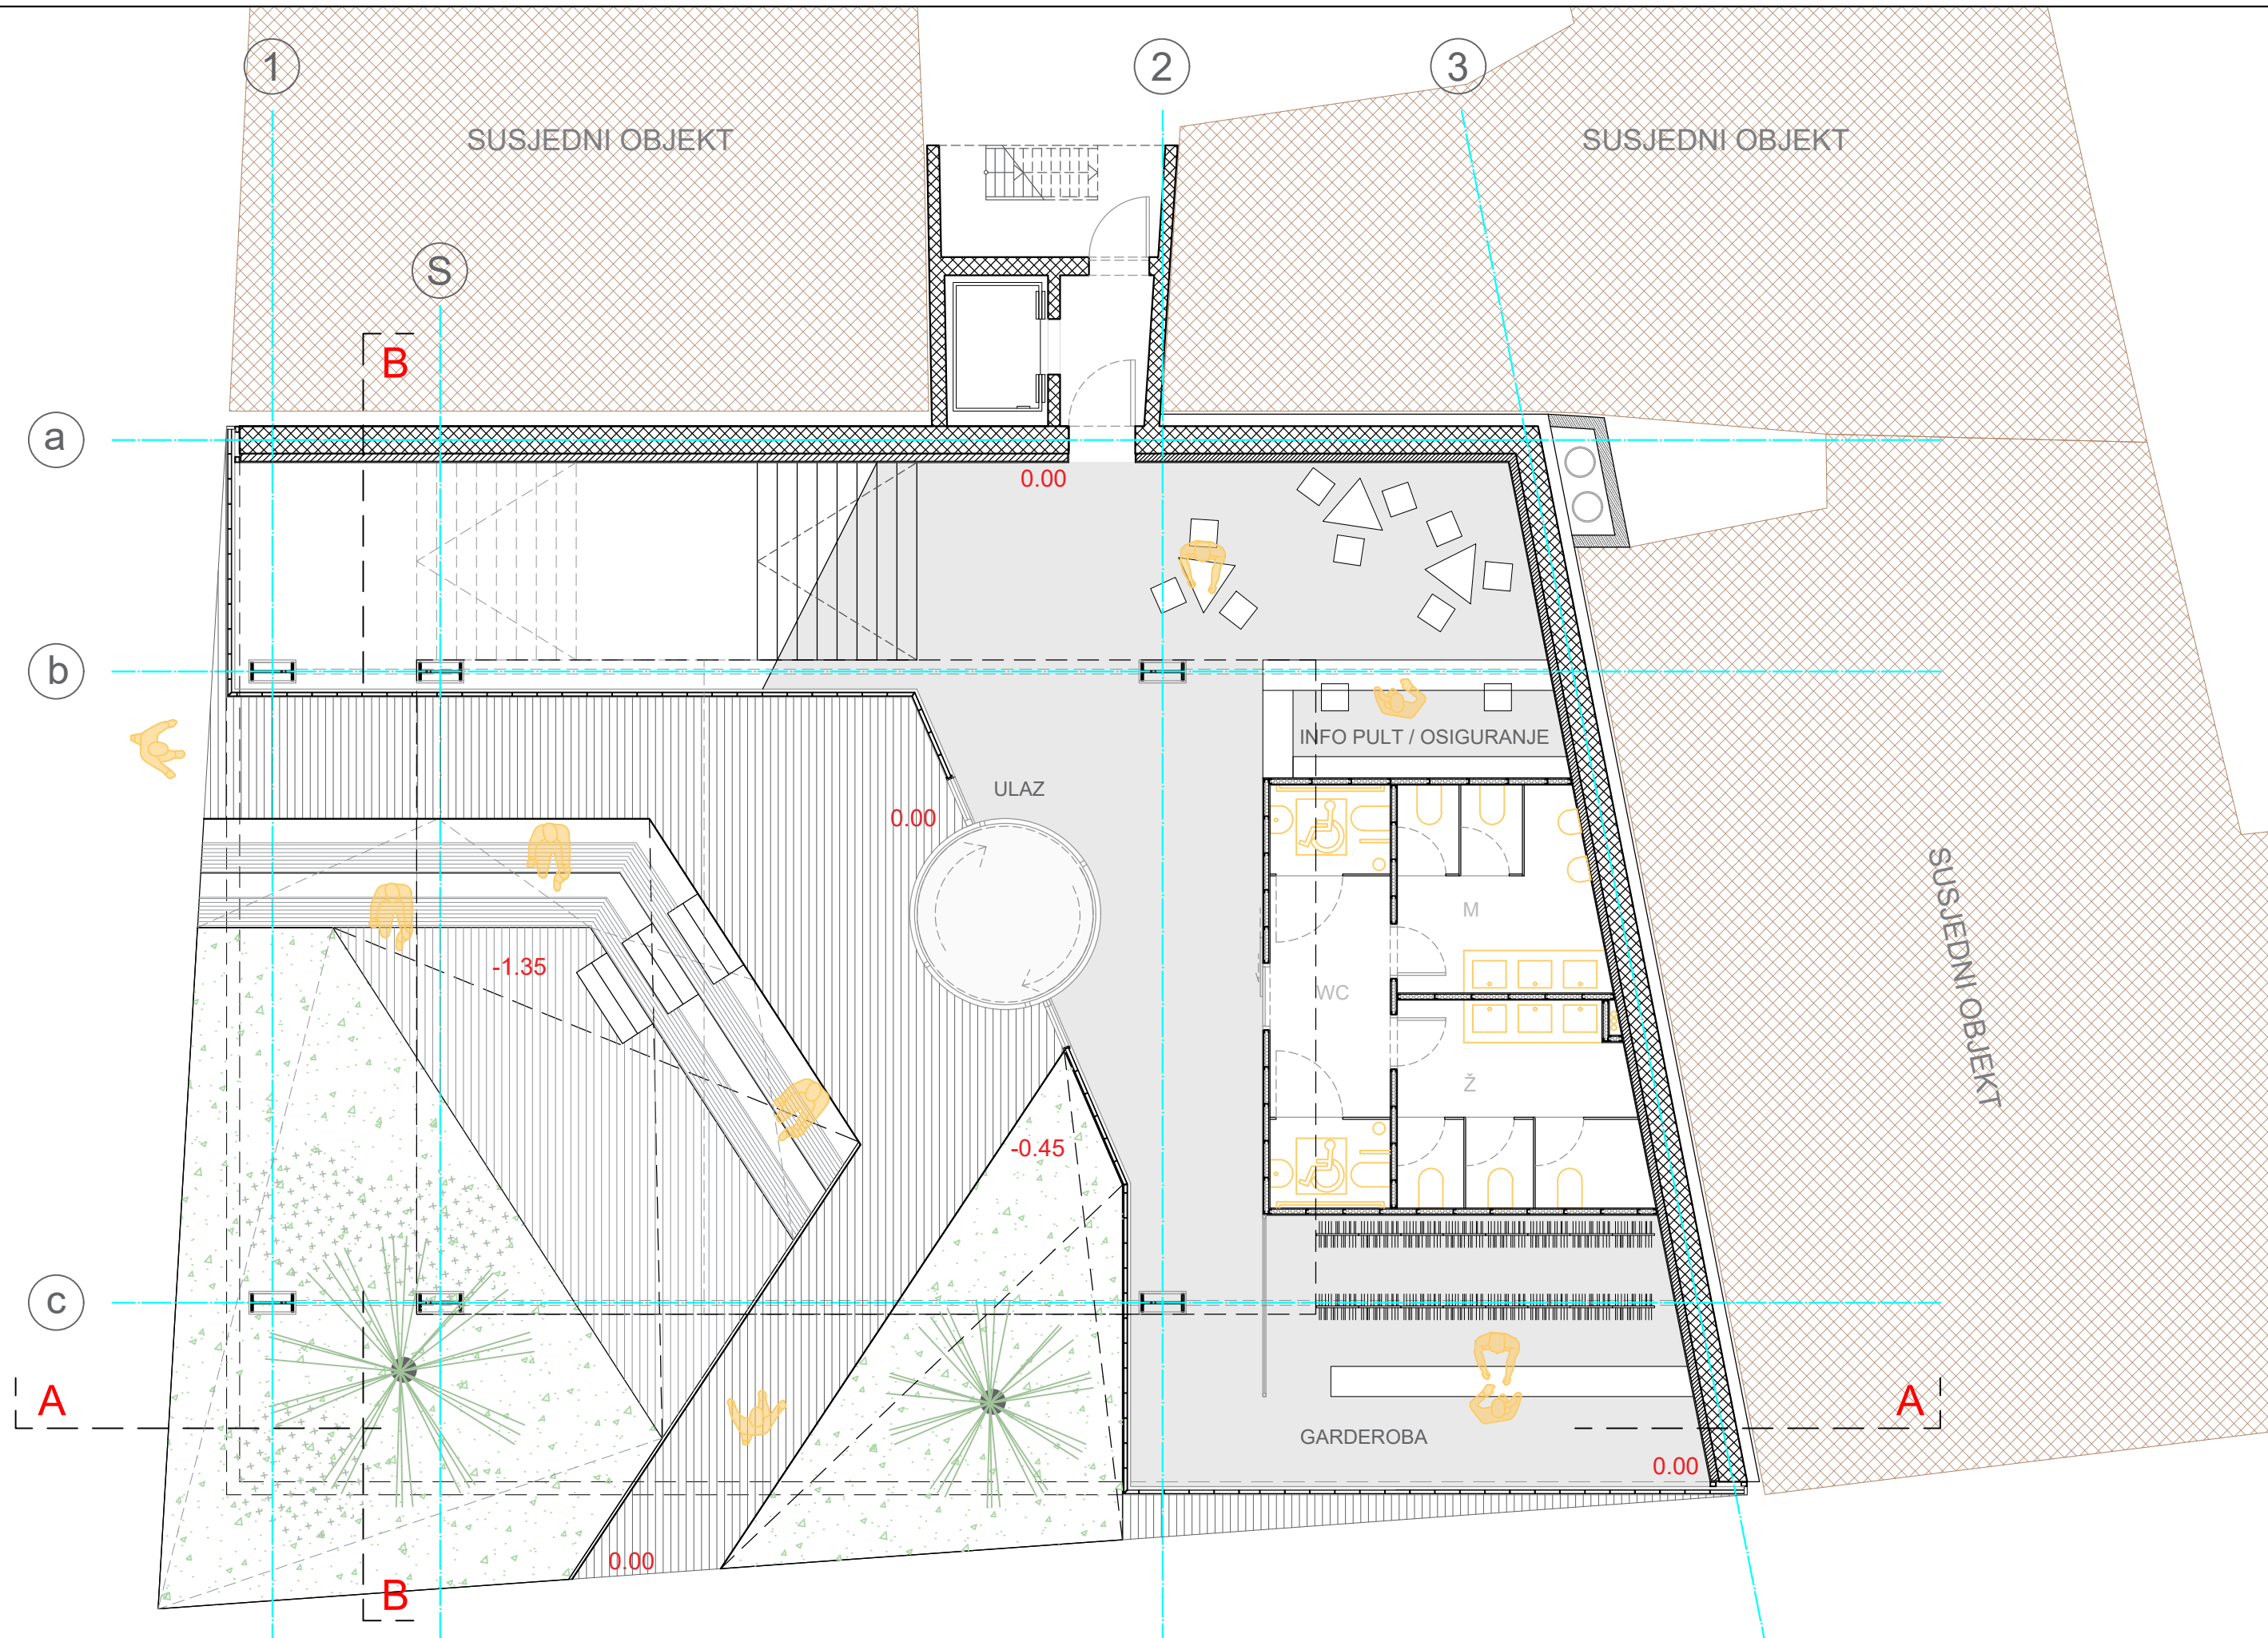 1
2
3
SUSJEDNI OBJEKT
SUSJEDNI OBJEKT
S
B
a
0.00
b
INFO PULT / OSIGURANJE
ULAZ
0.00
M
SUSJEDNI OBJEKT
-1.35
WC
Ž
-0.45
c
A
A
GARDEROBA
0.00
0.00
B